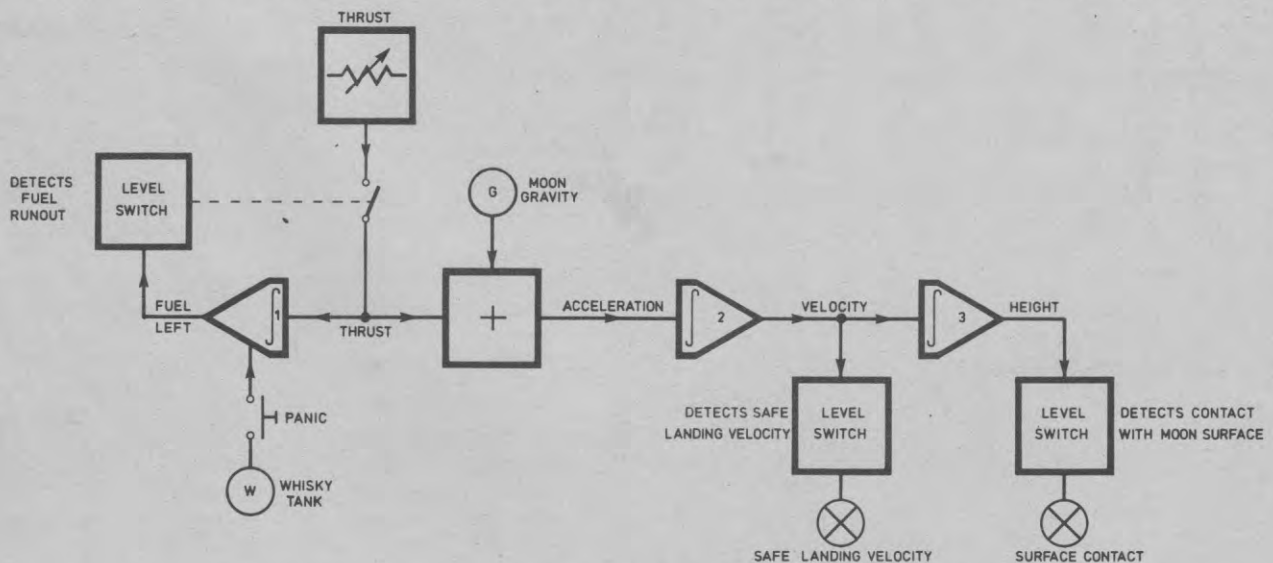 THRUST
DETECTS
FUEL
RUNOUT
LEVEL
SWITCH
G
MOON
GRAVITY
FUEL
LEFT
1
THRUST
+
ACCELERATION
2
VELOCITY
3
HEIGHT
PANIC
W
WHISKY
TANK
DETECTS SAFE
LANDING VELOCITY
LEVEL
SWITCH
SAFE LANDING VELOCITY
LEVEL
SWITCH
DETECTS CONTACT
WITH MOON SURFACE
SURFACE CONTACT